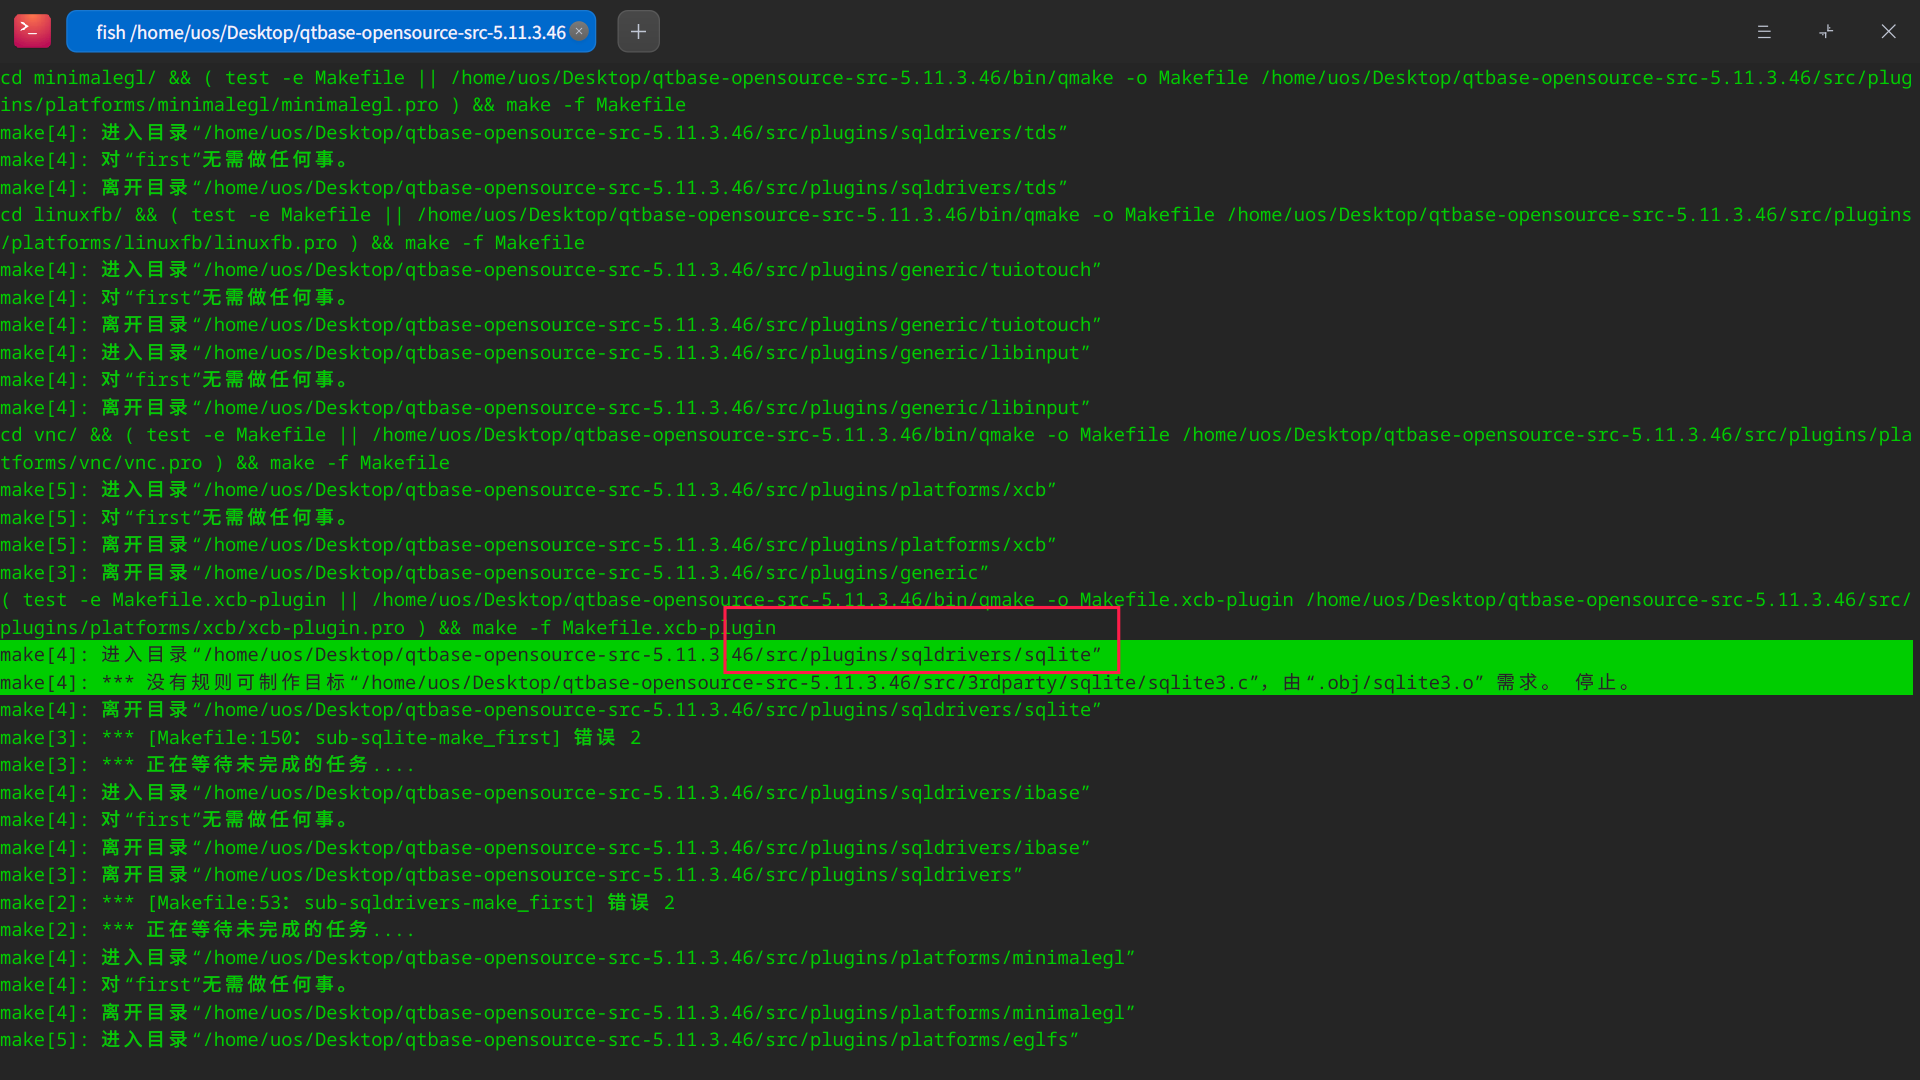 fish /home/uos/Desktop/qtbase-opensource-src-5.11.3.46
cd minimalegl/ && ( test -e Makefile || /home/uos/Desktop/qtbase-opensource-src-5.11.3.46/bin/qmake -o Makefile /home/uos/Desktop/qtbase-opensource-src-5.11.3.46/src/plug
ins/platforms/minimalegl/minimalegl.pro ) && make -f Makefile
make[4]: 进入目录“/home/uos/Desktop/qtbase-opensource-src-5.11.3.46/src/plugins/sqldrivers/tds”
make[4]: 对“first”无需做任何事。
make[4]: 离开目录“/home/uos/Desktop/qtbase-opensource-src-5.11.3.46/src/plugins/sqldrivers/tds”
cd linuxfb/ && ( test -e Makefile || /home/uos/Desktop/qtbase-opensource-src-5.11.3.46/bin/qmake -o Makefile /home/uos/Desktop/qtbase-opensource-src-5.11.3.46/src/plugins
/platforms/linuxfb/linuxfb.pro ) && make -f Makefile
make[4]: 进入目录“/home/uos/Desktop/qtbase-opensource-src-5.11.3.46/src/plugins/generic/tuiotouch”
make[4]: 对“first”无需做任何事。
make[4]: 离开目录“/home/uos/Desktop/qtbase-opensource-src-5.11.3.46/src/plugins/generic/tuiotouch”
make[4]: 进入目录“/home/uos/Desktop/qtbase-opensource-src-5.11.3.46/src/plugins/generic/libinput”
make[4]: 对“first”无需做任何事。
make[4]: 离开目录“/home/uos/Desktop/qtbase-opensource-src-5.11.3.46/src/plugins/generic/libinput”
cd vnc/ && ( test -e Makefile || /home/uos/Desktop/qtbase-opensource-src-5.11.3.46/bin/qmake -o Makefile /home/uos/Desktop/qtbase-opensource-src-5.11.3.46/src/plugins/pla
tforms/vnc/vnc.pro ) && make -f Makefile
make[5]: 进入目录“/home/uos/Desktop/qtbase-opensource-src-5.11.3.46/src/plugins/platforms/xcb”
make[5]: 对“first”无需做任何事。
make[5]: 离开目录“/home/uos/Desktop/qtbase-opensource-src-5.11.3.46/src/plugins/platforms/xcb”
make[3]: 离开目录“/home/uos/Desktop/qtbase-opensource-src-5.11.3.46/src/plugins/generic”
( test -e Makefile.xcb-plugin || /home/uos/Desktop/qtbase-opensource-src-5.11.3.46/bin/qmake -o Makefile.xcb-plugin /home/uos/Desktop/qtbase-opensource-src-5.11.3.46/src/
plugins/platforms/xcb/xcb-plugin.pro ) && make -f Makefile.xcb-plugin
make[4]: 进入目录“/home/uos/Desktop/qtbase-opensource-src-5.11.3.46/src/plugins/sqldrivers/sqlite”
make[4]: *** 没有规则可制作目标“/home/uos/Desktop/qtbase-opensource-src-5.11.3.46/src/3rdparty/sqlite/sqlite3.c”，由“.obj/sqlite3.o” 需求。 停止。
make[4]: 离开目录“/home/uos/Desktop/qtbase-opensource-src-5.11.3.46/src/plugins/sqldrivers/sqlite”
make[3]: *** [Makefile:150：sub-sqlite-make_first] 错误 2
make[3]: *** 正在等待未完成的任务....
make[4]: 进入目录“/home/uos/Desktop/qtbase-opensource-src-5.11.3.46/src/plugins/sqldrivers/ibase”
make[4]: 对“first”无需做任何事。
make[4]: 离开目录“/home/uos/Desktop/qtbase-opensource-src-5.11.3.46/src/plugins/sqldrivers/ibase”
make[3]: 离开目录“/home/uos/Desktop/qtbase-opensource-src-5.11.3.46/src/plugins/sqldrivers”
make[2]: *** [Makefile:53：sub-sqldrivers-make_first] 错误 2
make[2]: *** 正在等待未完成的任务....
make[4]: 进入目录“/home/uos/Desktop/qtbase-opensource-src-5.11.3.46/src/plugins/platforms/minimalegl”
make[4]: 对“first”无需做任何事。
make[4]: 离开目录“/home/uos/Desktop/qtbase-opensource-src-5.11.3.46/src/plugins/platforms/minimalegl”
make[5]: 进入目录“/home/uos/Desktop/qtbase-opensource-src-5.11.3.46/src/plugins/platforms/eglfs”